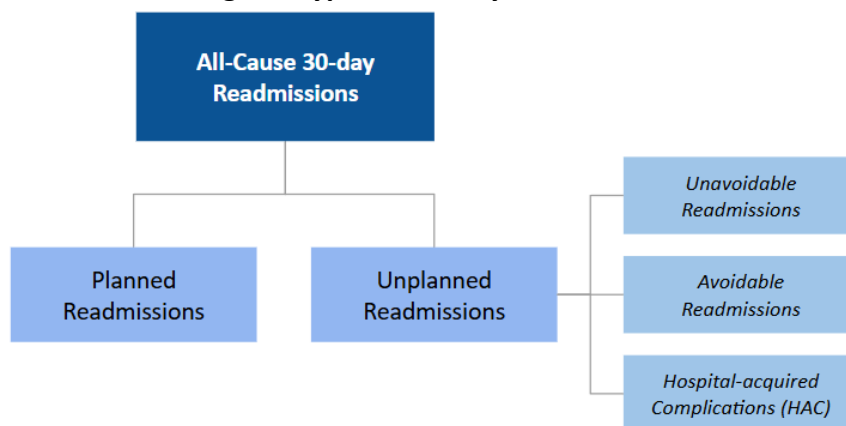 All-Cause 30-day
Readmissions
Unavoidable
Readmissions
Planned
Readmissions
Unplanned
Readmissions
Avoidable
Readmissions
Hospital-acquired
Complications (HAC)